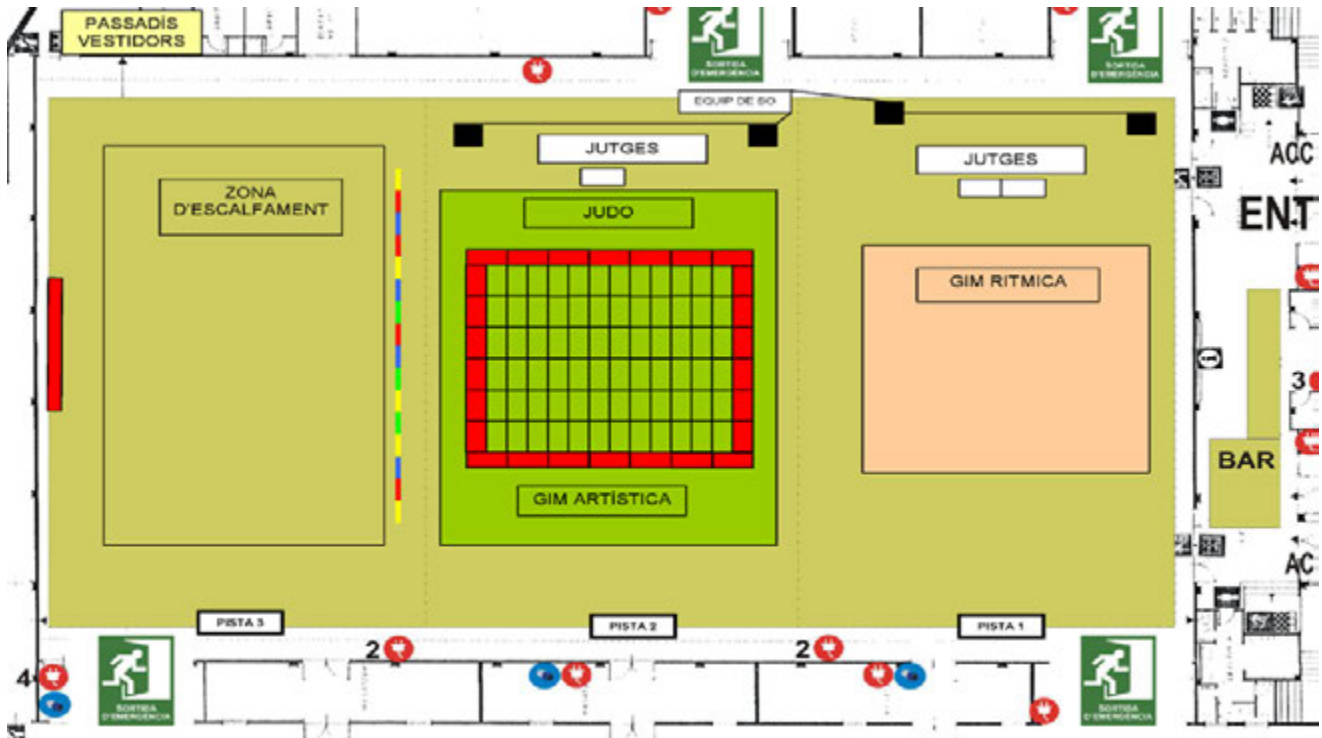 PASSADÍS
VESTIDORS
SORTIDA
D'EMERGÈNCIA
SORTIDA
D'EMERGÈNCIA
EQUIP DE SO
JUTGES
JUTGES
ACC
ZONA
D'ESCALFAMENT
JUDO
ENT
GIM RITMICA
3
BAR
GIM ARTÍSTICA
AC
PISTA 3
PISTA 2
PISTA 1
2
2
4
SORTIDA
D'EMERGÈNCIA
SORTIDA
D'EMERGÈNCIA